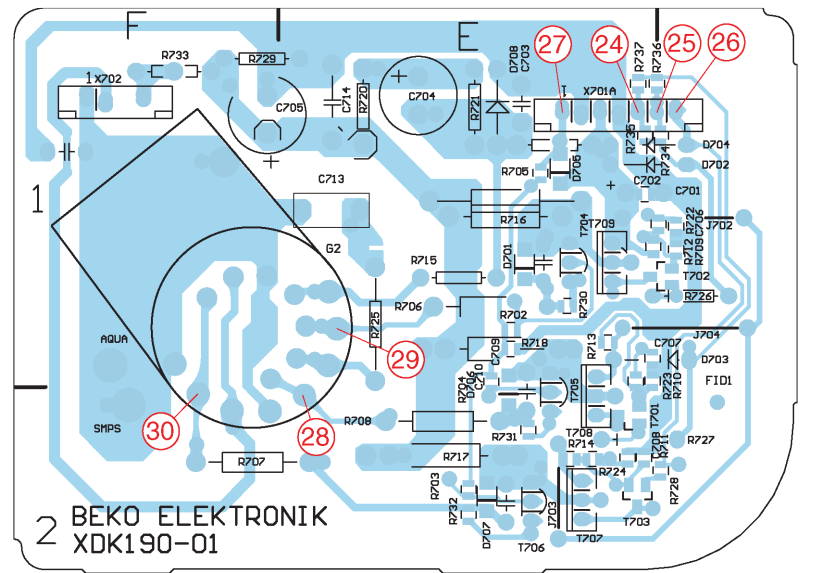 F
E
R733
R729
D708
C703
27
24
R737
R736
25
26
1
X702
C714
R720
C704
R721
1
X701A
C705
R735
R734
D704
D702
1
C713
R705
D705
C702
C701
R716
T704
T709
R722
C706
J702
G2
R712
R709
R715
D701
T702
R706
R730
R726
R725
R702
J704
AQUA
29
C709
R718
R713
C707
D703
R704
D706
C710
T705
R723
R710
FID1
30
28
R708
T701
SMPS
R731
T708
C708
R711
R727
R707
R717
R714
R724
R728
R703
R732
D707
J703
T703
T706
T707
2
BEKO ELEKTRONIK
XDK190-01